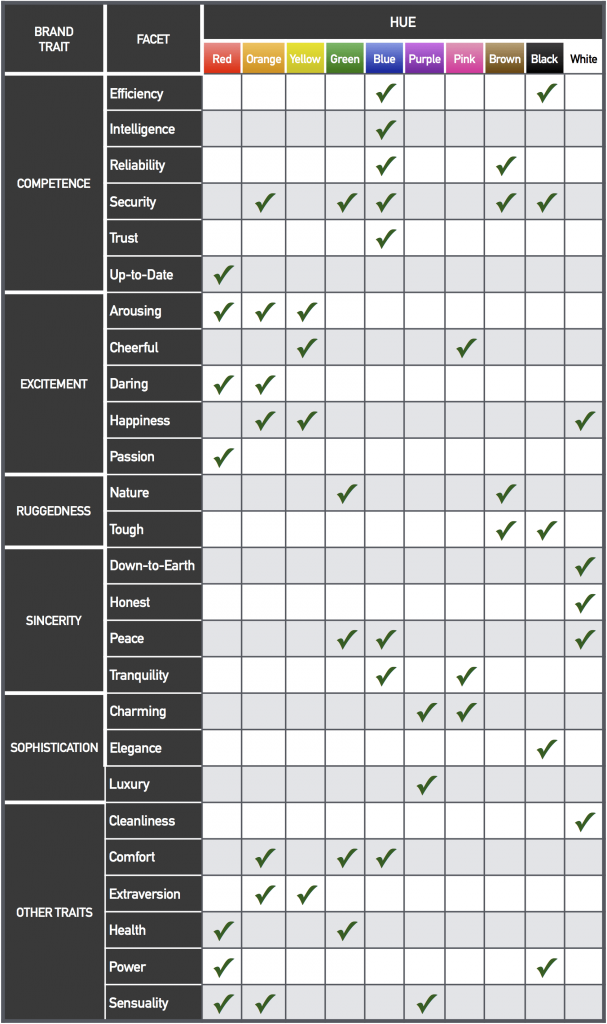 BRAND
TRAIT
FACET
HUE
Red Orange Yellow Green Blue Purple Pink Brown Black White
COMPETENCE
Efficiency ✓ ✓
Intelligence ✓
Reliability ✓ ✓
Security ✓ ✓ ✓ ✓ ✓
Trust ✓
Up-to-Date ✓
EXCITEMENT
Arousing ✓ ✓ ✓
Cheerful ✓ ✓
Daring ✓ ✓
Happiness ✓ ✓ ✓
Passion ✓
RUGGEDNESS
Nature ✓ ✓
Tough ✓ ✓
SINCERITY
Down-to-Earth ✓
Honest ✓
Peace ✓ ✓ ✓
Tranquility ✓ ✓
SOPHISTICATION
Charming ✓ ✓
Elegance ✓
Luxury ✓
OTHER TRAITS
Cleanliness ✓
Comfort ✓ ✓ ✓
Extraversion ✓ ✓
Health ✓ ✓
Power ✓ ✓
Sensuality ✓ ✓ ✓